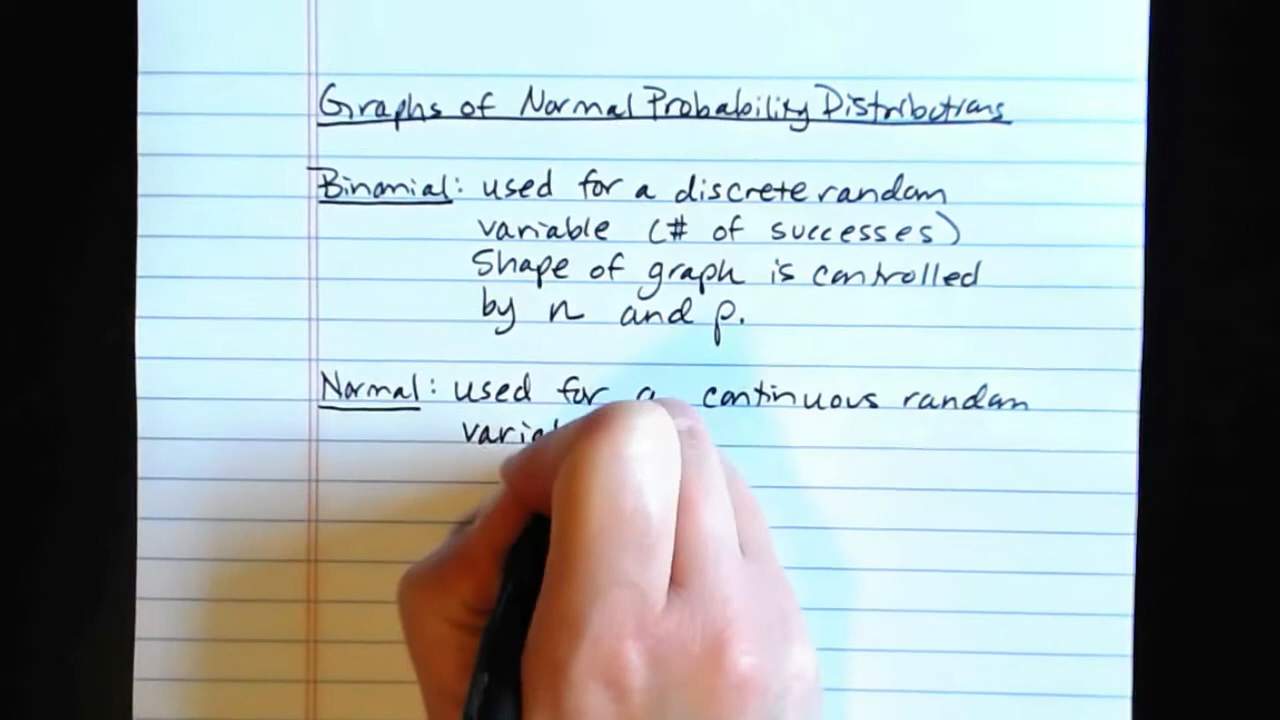 Graphs of Normal Probability Distributions
Binomial: used for a discrete random
variable (# of successes)
Shape of graph is controlled
by n and p.
Normal: used for a continuous random